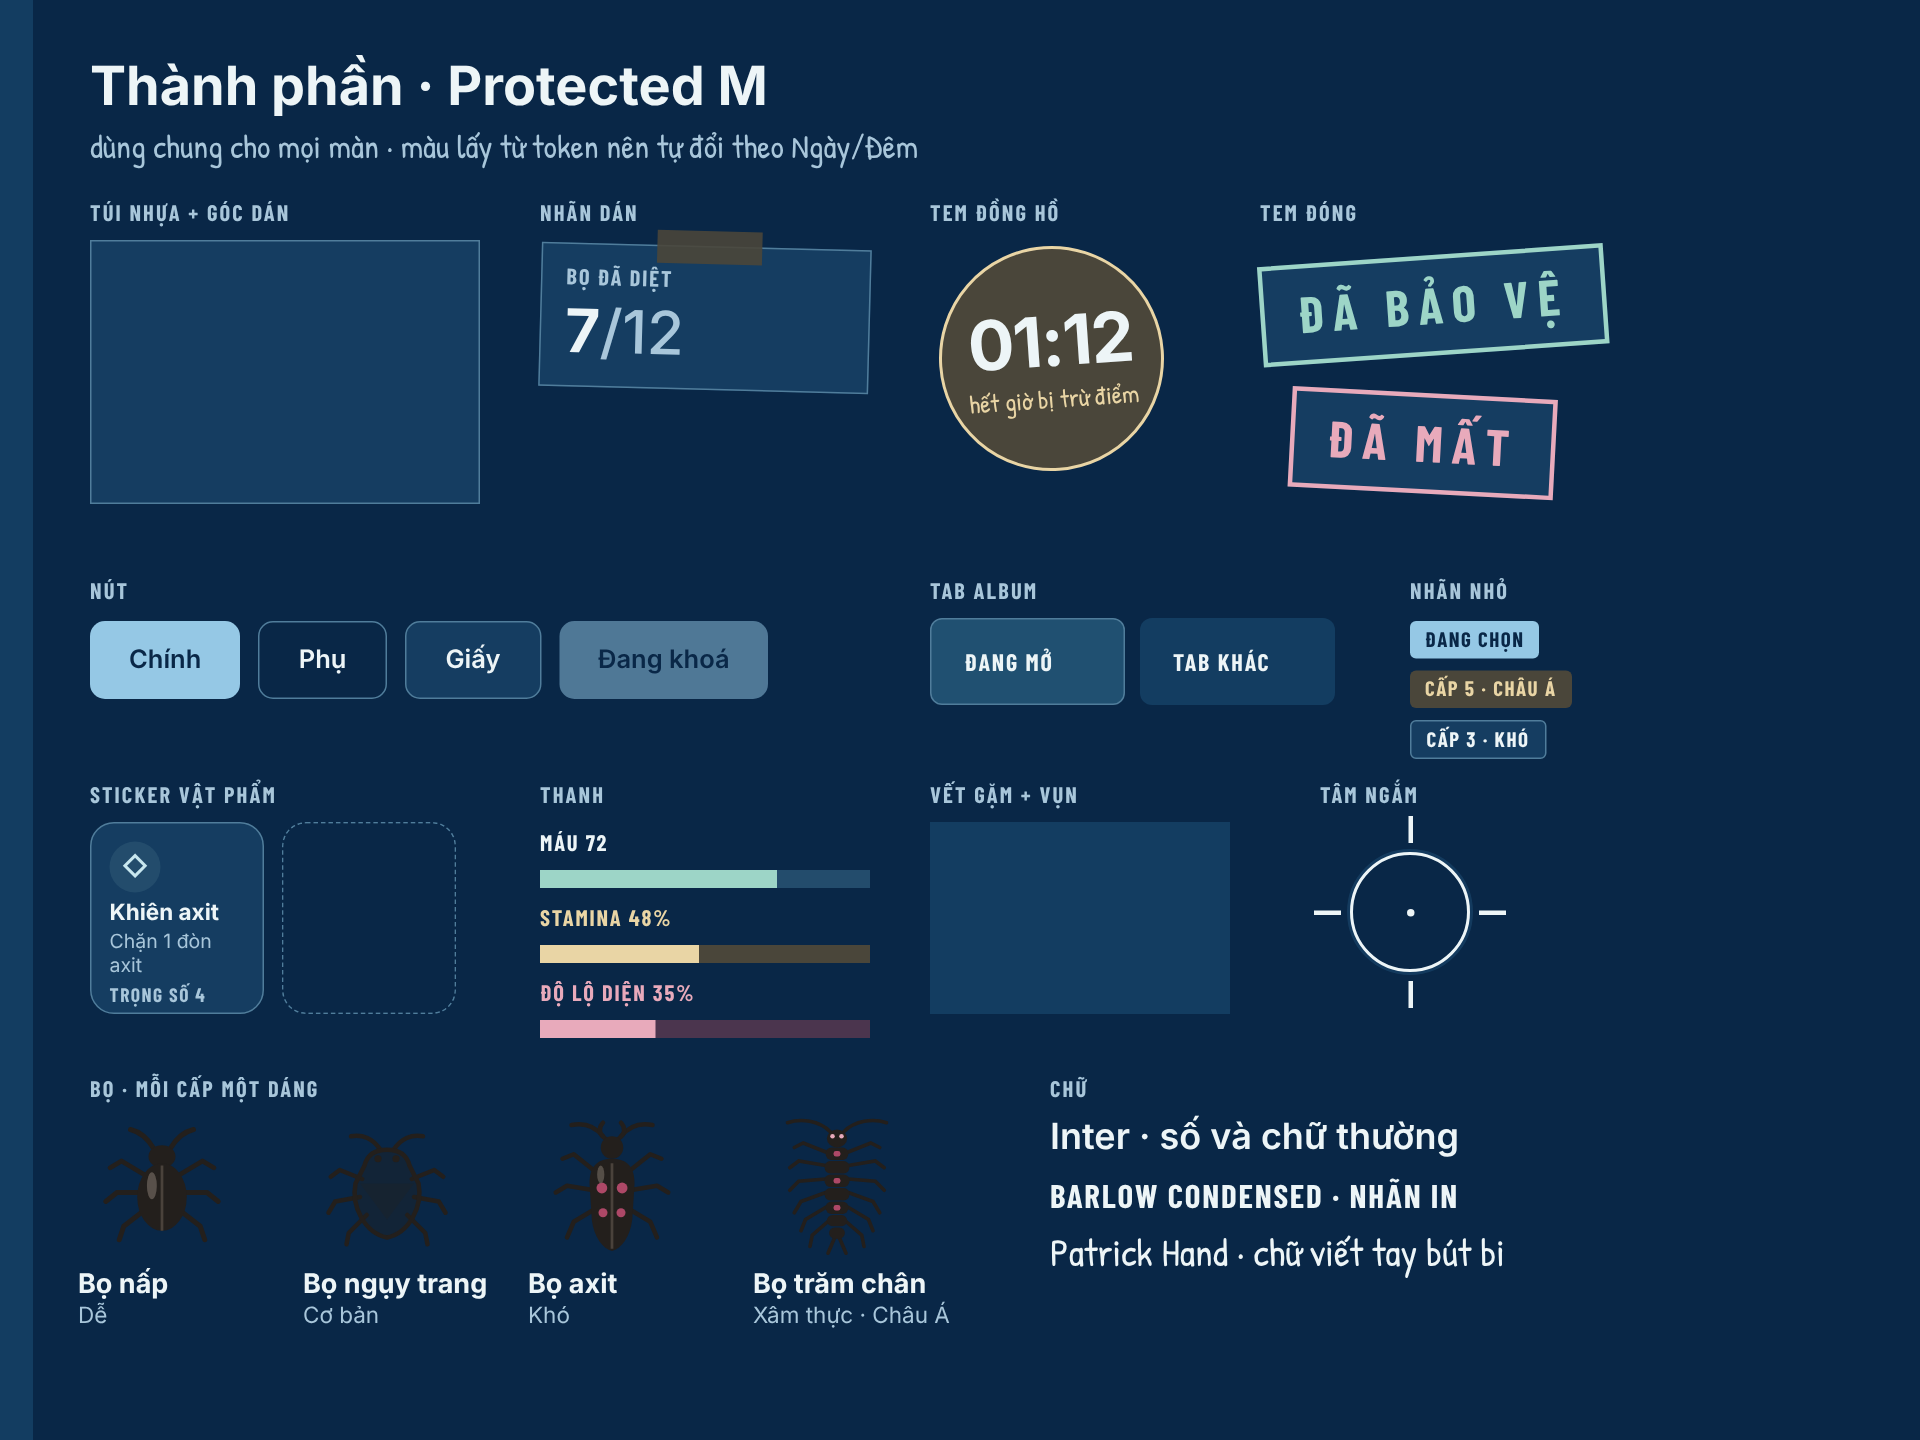 Thành phần · Protected M
dùng chung cho mọi màn · màu lấy từ token nên tự đổi theo Ngày/Đêm
TÚI NHỰA + GÓC DÁN
NHÃN DÁN
TEM ĐỒNG HỒ
TEM ĐÓNG
BỌ ĐÃ DIỆT
7/12
01:12
hết giờ bị trừ điểm
ĐÃ BẢO VỆ
ĐÃ MẤT
NÚT
TAB ALBUM
NHÃN NHỎ
Chính
Phụ
Giấy
Đang khoá
ĐANG MỞ
TAB KHÁC
ĐANG CHỌN
CẤP 5 · CHÂU Á
CẤP 3 · KHÓ
STICKER VẬT PHẨM
THANH
VẾT GẶM + VỤN
TÂM NGẮM
Khiên axit
Chặn 1 đòn
axit
TRỌNG SỐ 4
MÁU 72
STAMINA 48%
ĐỘ LỘ DIỆN 35%
BỌ · MỖI CẤP MỘT DÁNG
CHỮ
Inter · số và chữ thường
BARLOW CONDENSED · NHÃN IN
Patrick Hand · chữ viết tay bút bi
Bọ nấp
Dễ
Bọ ngụy trang
Cơ bản
Bọ axit
Khó
Bọ trăm chân
Xâm thực · Châu Á